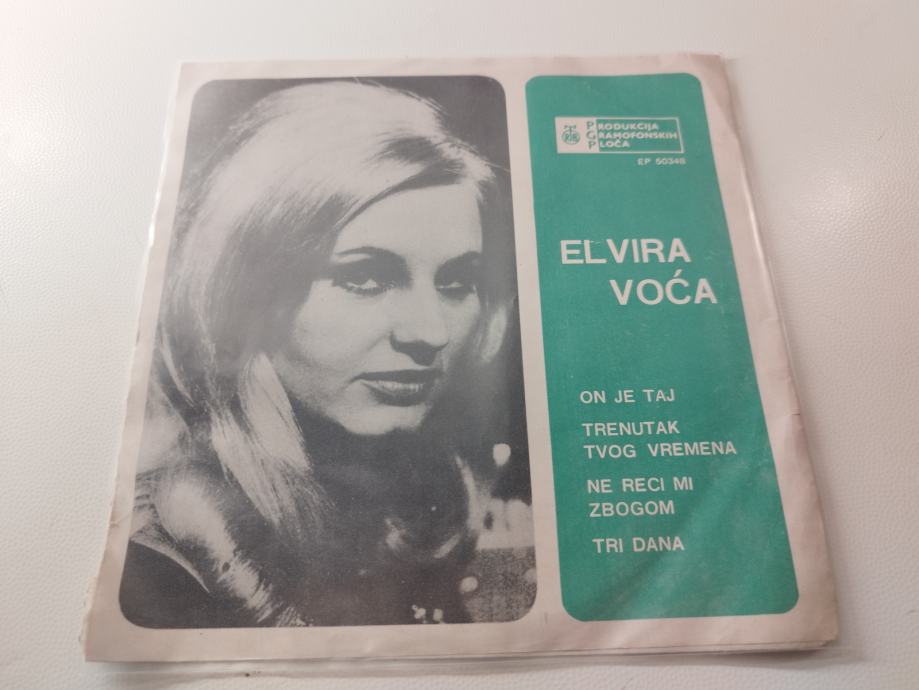 RTB
PRODUKCIJA
GRAMOFONSKIH
PLOČA
EP 50348
ELVIRA
VOĆA
ON JE TAJ
TRENUTAK
TVOG VREMENA
NE RECI MI
ZBOGOM
TRI DANA